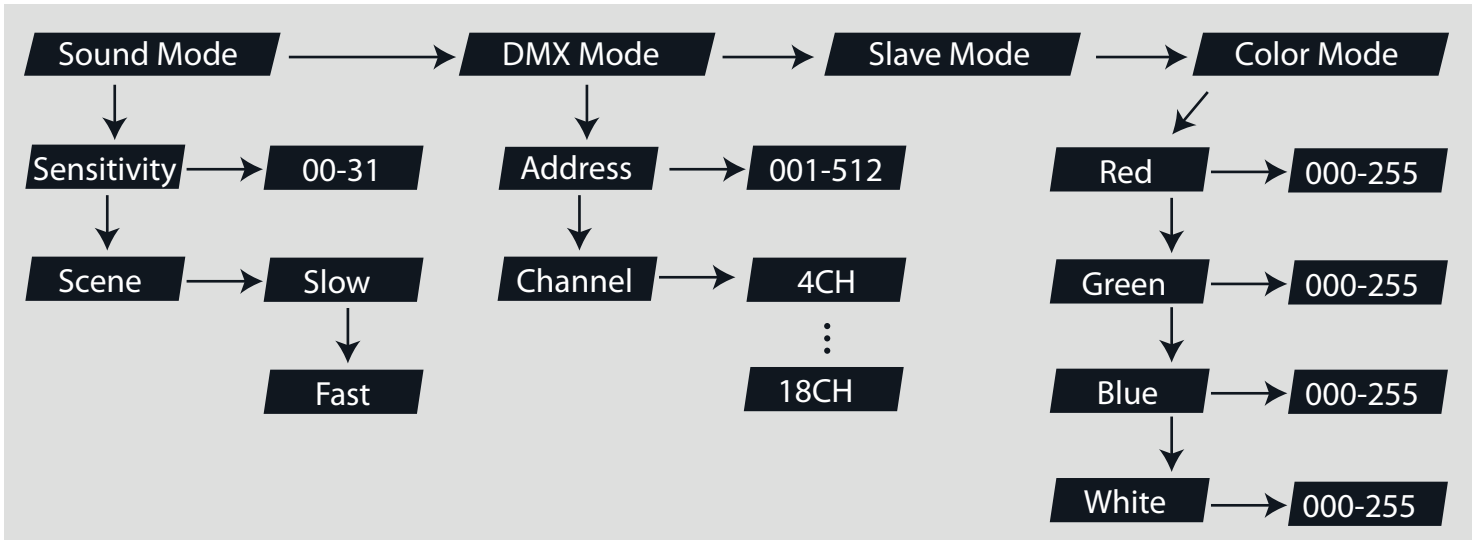 Sound Mode
DMX Mode
Slave Mode
Color Mode
Sensitivity
00-31
Address
001-512
Red
000-255
Scene
Slow
Channel
4CH
Green
000-255
Fast
18CH
Blue
000-255
White
000-255